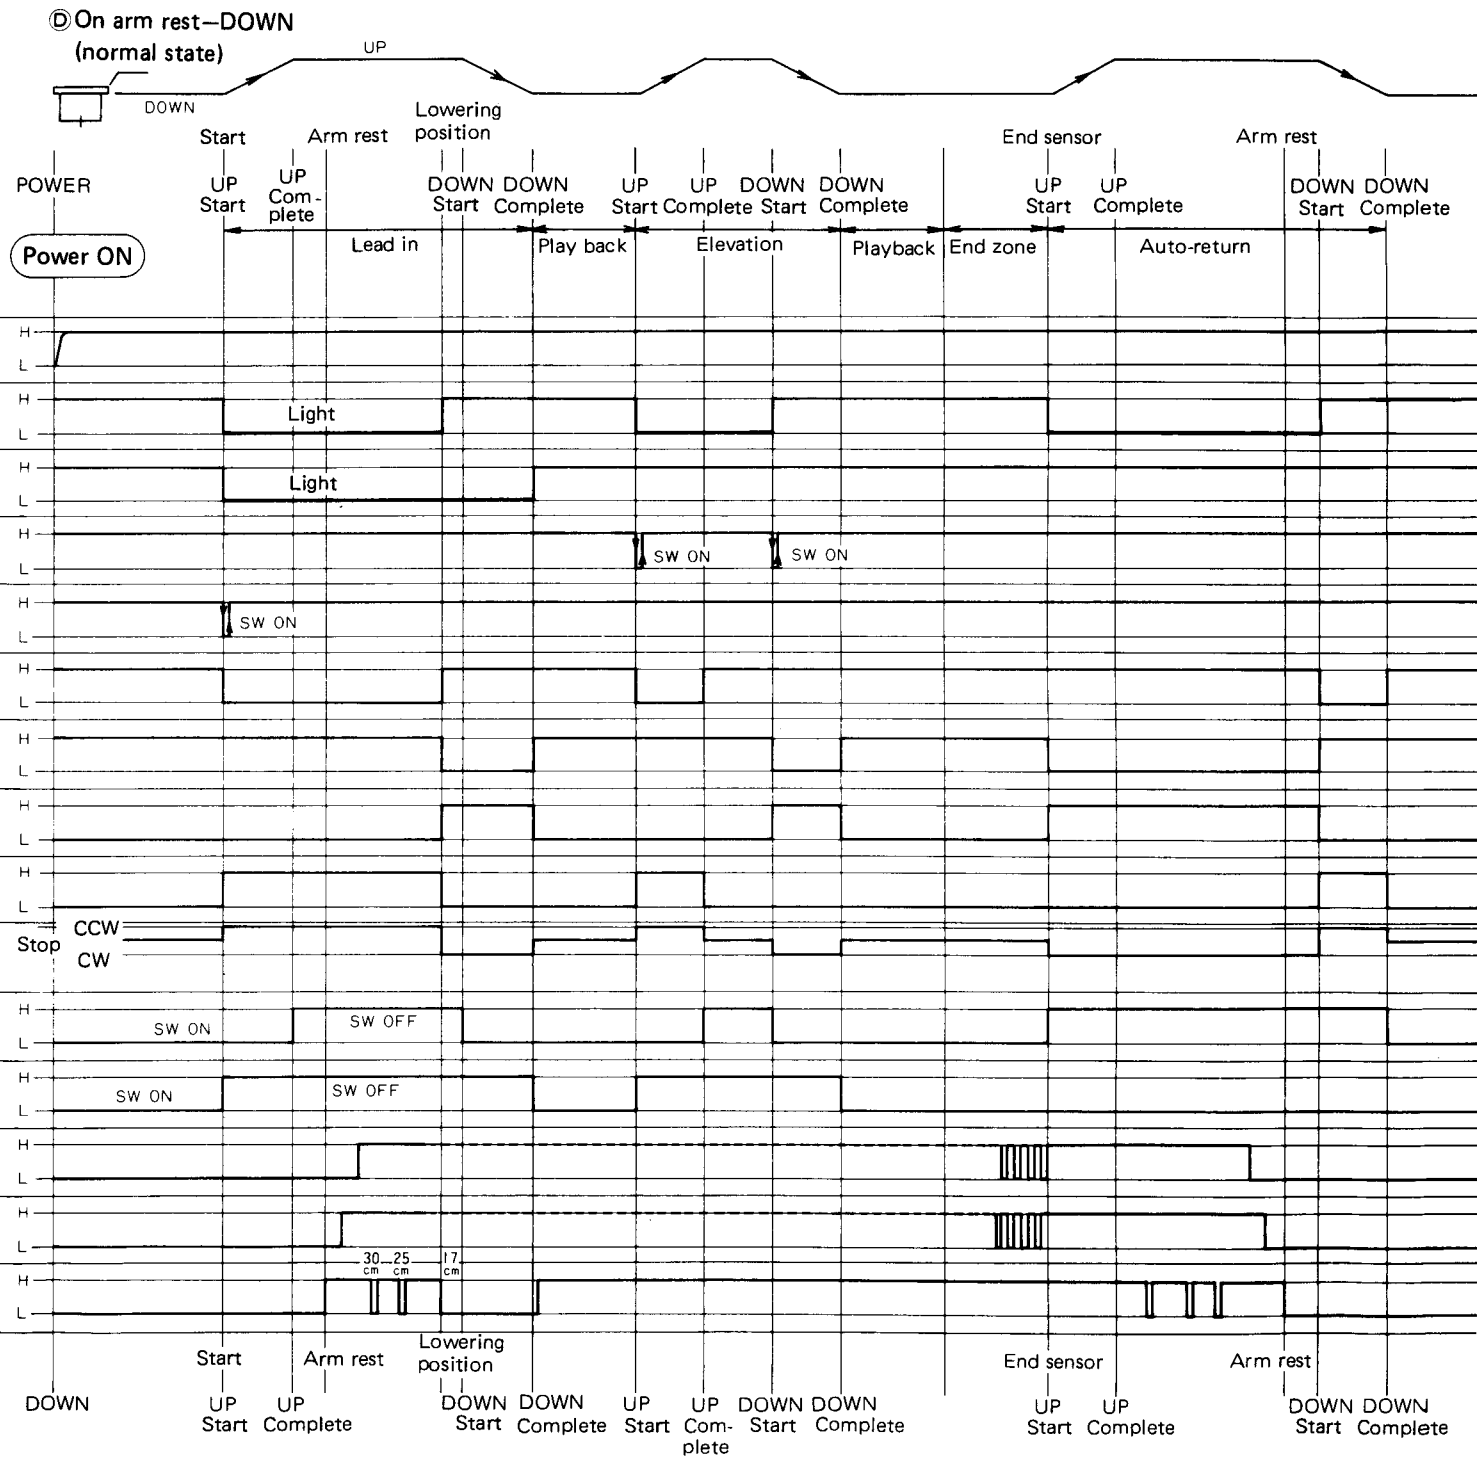 Ⓓ On arm rest—DOWN
(normal state)
UP
DOWN
Start
Arm rest
Lowering
position
End sensor
Arm rest
POWER
UP
Start
UP
Com-
plete
DOWN
Start
DOWN
Complete
UP
Start
UP
Complete
DOWN
Start
DOWN
Complete
UP
Start
UP
Complete
DOWN
Start
DOWN
Complete
Power ON
Lead in
Play back
Elevation
Playback
End zone
Auto-return
H
L
H
Light
L
H
Light
L
H
SW ON
SW ON
L
H
SW ON
L
H
L
H
L
H
L
H
L
CCW
Stop
CW
H
SW ON
SW OFF
L
H
SW ON
SW OFF
L
H
L
H
L
30
cm
25
cm
17
cm
H
L
Start
Arm rest
Lowering
position
End sensor
Arm rest
DOWN
UP
Start
UP
Complete
DOWN
Start
DOWN
Complete
UP
Start
UP
Com-
plete
DOWN
Start
DOWN
Complete
UP
Start
UP
Complete
DOWN
Start
DOWN
Complete